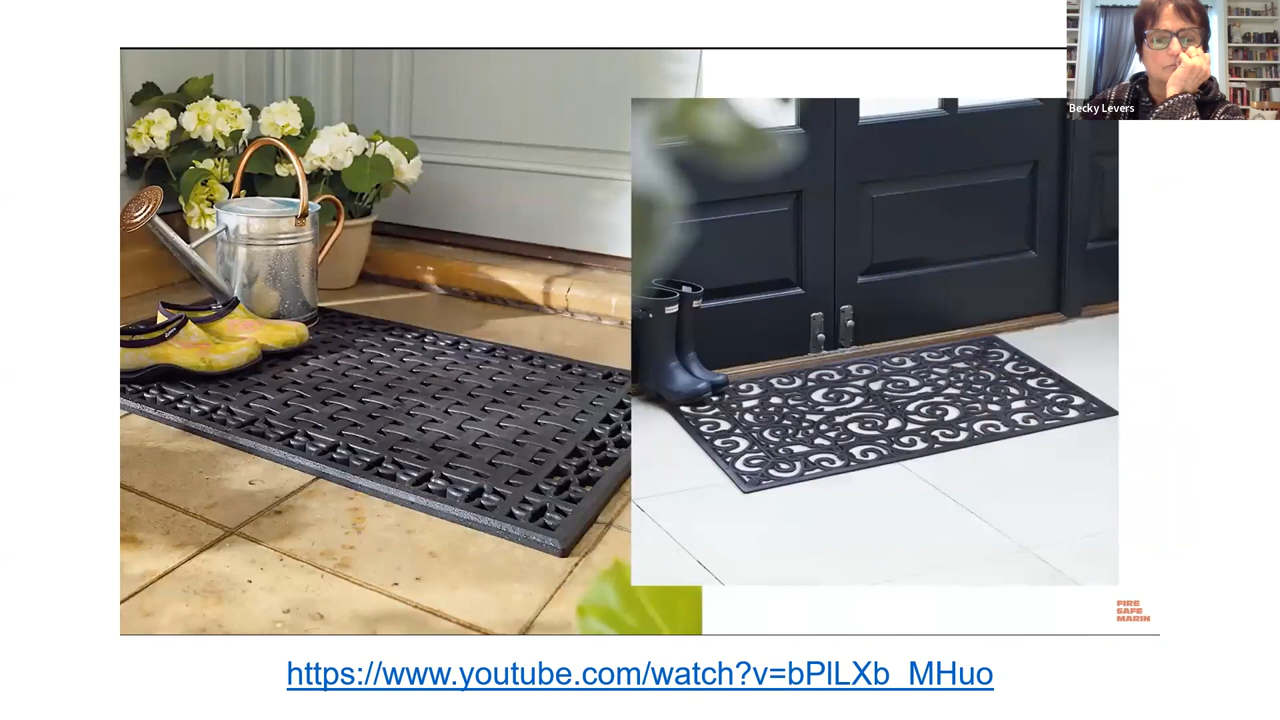 Becky Levers
FIRE
SAFE
MARIN
https://www.youtube.com/watch?v=bPlLXb_MHuo